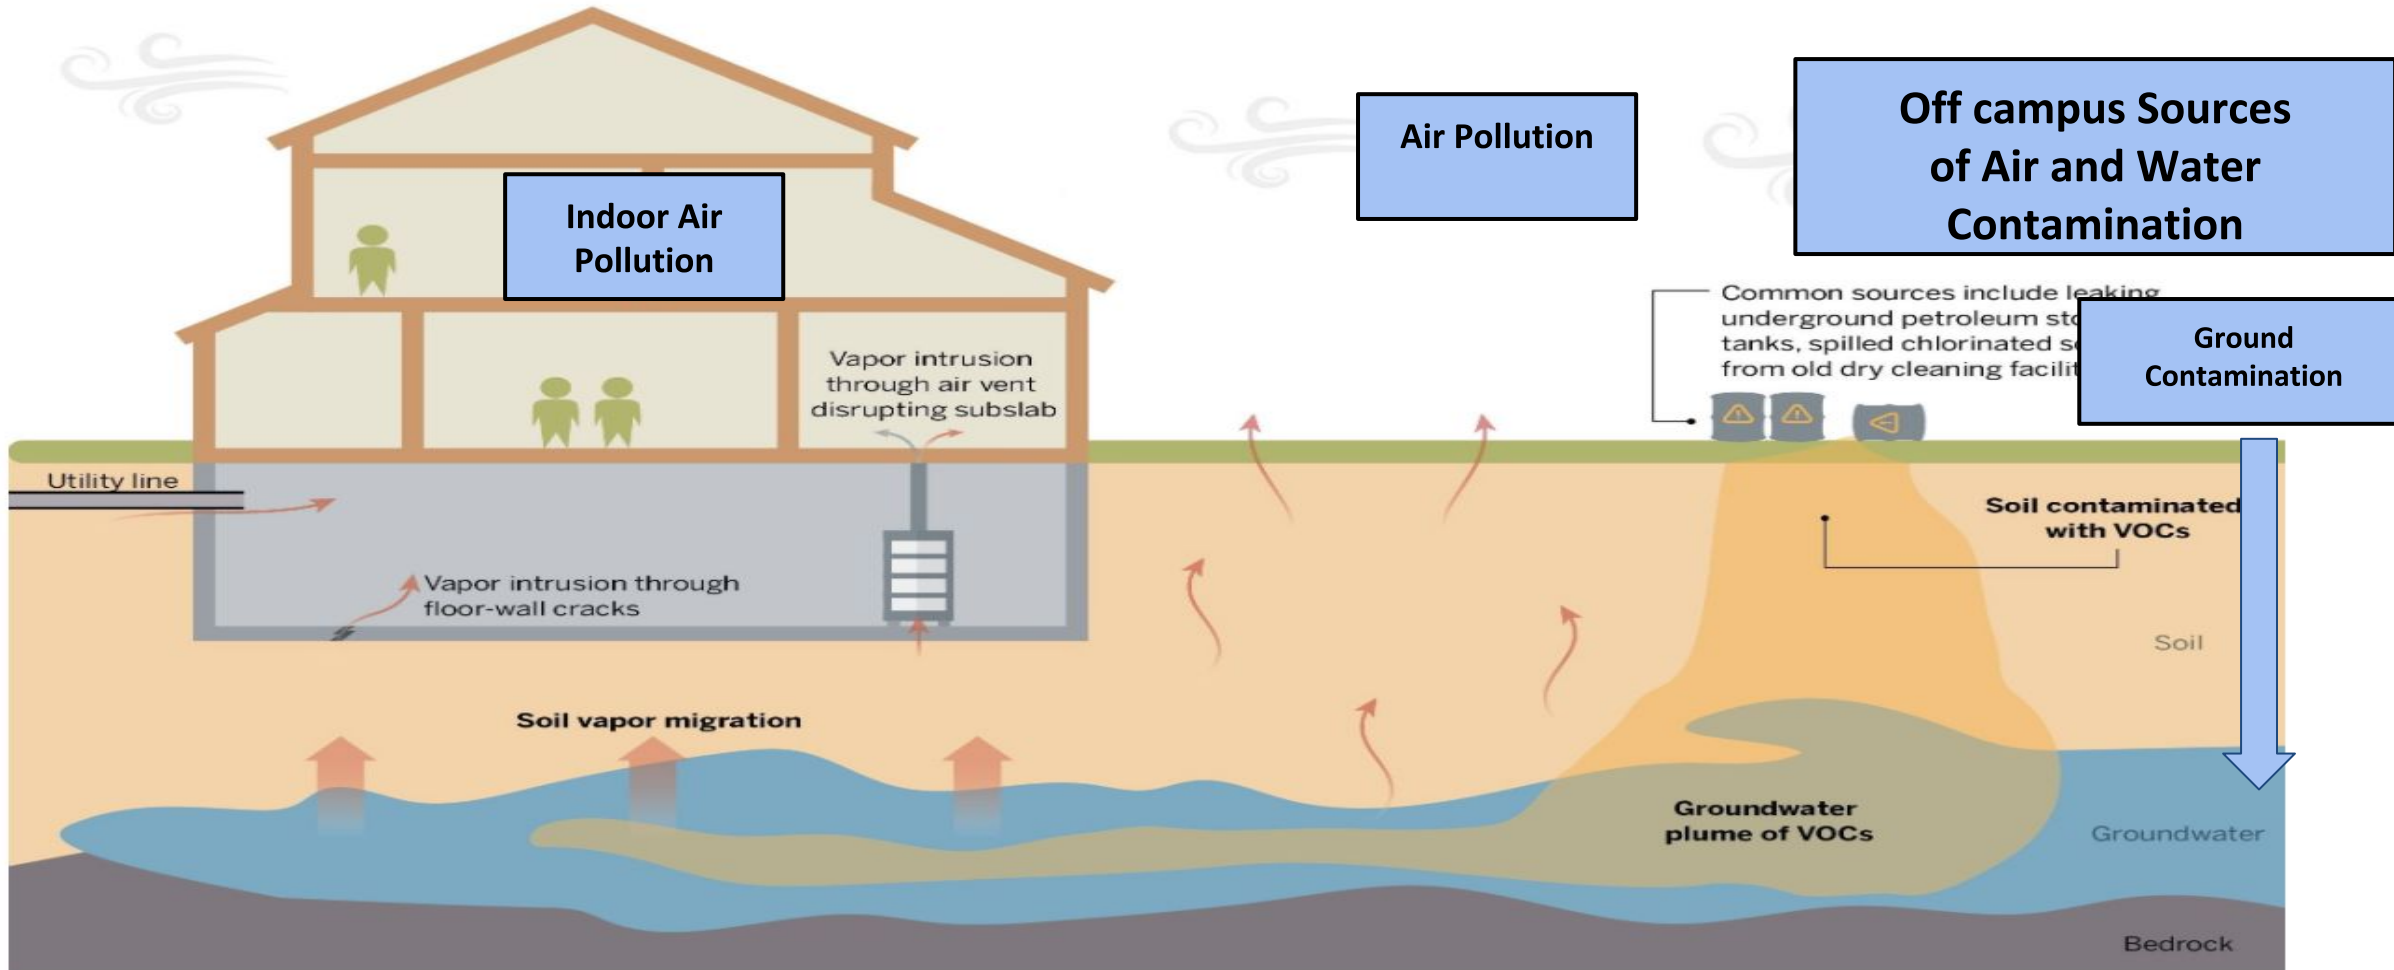 Off campus Sources
of Air and Water
Contamination
Air Pollution
Indoor Air
Pollution
Common sources include leaking
underground petroleum
tanks, spilled chlorinated
from old dry cleaning
Ground
Contamination
Vapor intrusion
through air vent
disrupting subslab
Utility line
Soil contaminated
with VOCs
Vapor intrusion through
floor-wall cracks
Soil
Soil vapor migration
Groundwater
plume of VOCs
Groundwater
Bedrock